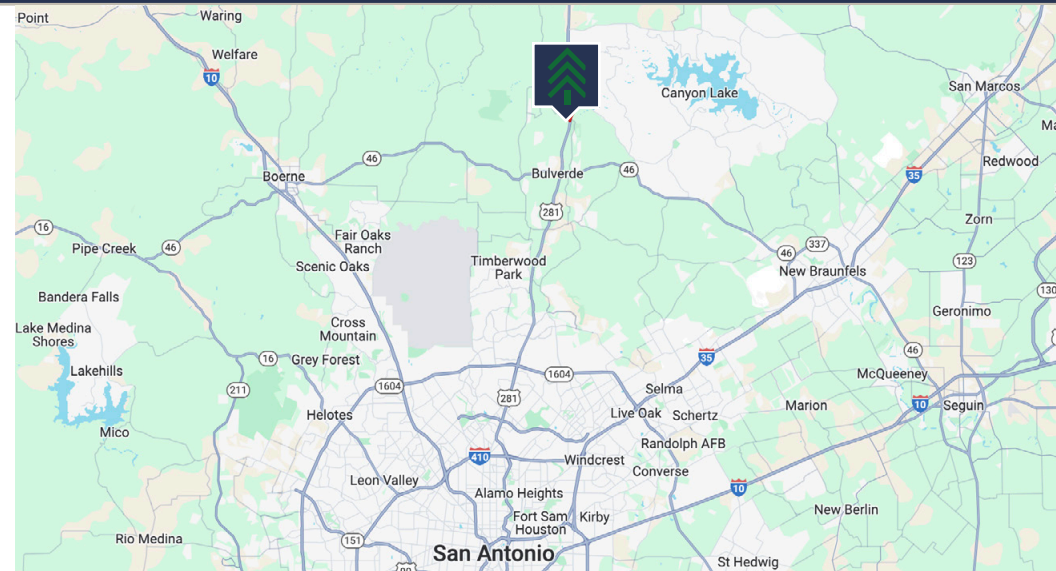 Point
Waring
Welfare
10
Canyon Lake
San Marcos
Redwood
46
Bulverde
46
35
Boerne
281
Zorn
16
Pipe Creek
46
Fair Oaks
Ranch
Scenic Oaks
Timberwood
Park
46
337
New Braunfels
123
130
Bandera Falls
Geronimo
Lake Medina
Shores
Cross
Mountain
Lakehills
16
Grey Forest
35
46
McQueeney
211
1604
1604
281
Selma
10
Seguin
Helotes
Live Oak
Schertz
Marion
Mico
Randolph AFB
410
Windcrest
Converse
Leon Valley
Alamo Heights
10
New Berlin
Fort Sam
Houston
Kirby
Rio Medina
151
San Antonio
St Hedwig